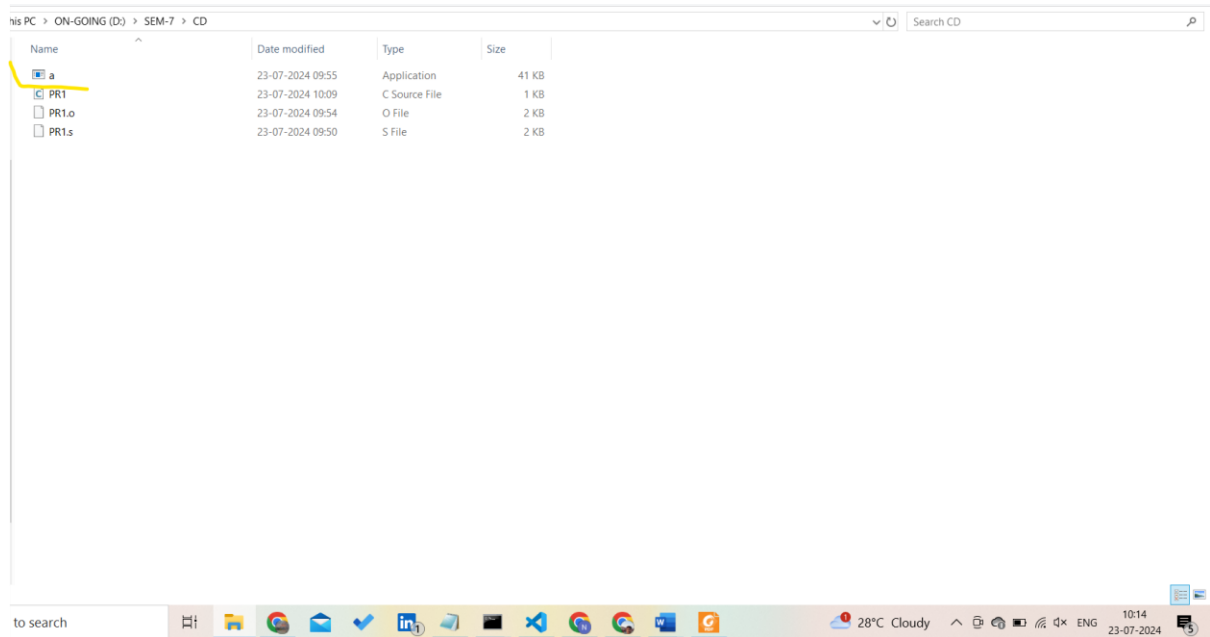 his PC > ON-GOING (D:) > SEM-7 > CD
Search CD
Name Date modified Type Size
a 23-07-2024 09:55 Application 41 KB
PR1 23-07-2024 10:09 C Source File 1 KB
PR1.o 23-07-2024 09:54 O File 2 KB
PR1.s 23-07-2024 09:50 S File 2 KB
to search
28°C Cloudy
ENG
10:14
23-07-2024